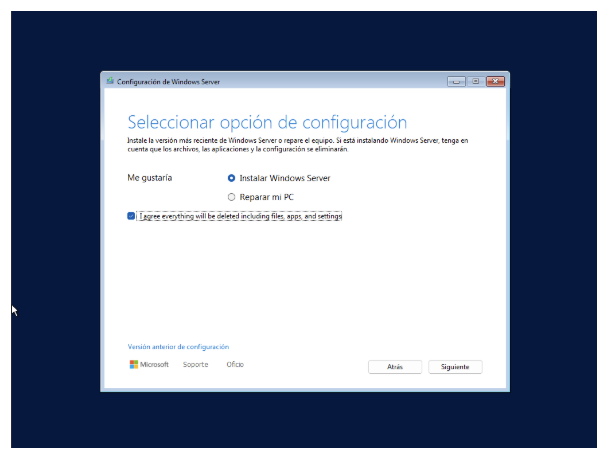 Configuración de Windows Server
Seleccionar opción de configuración
Instale la versión más reciente de Windows Server o repare el equipo. Si está instalando Windows Server, tenga en
cuenta que los archivos, las aplicaciones y la configuración se eliminarán.
Me gustaría
Instalar Windows Server
Reparar mi PC
I agree everything will be deleted including files, apps, and settings
Versión anterior de configuración
Microsoft Soporte Oficio
Atrás Siguiente